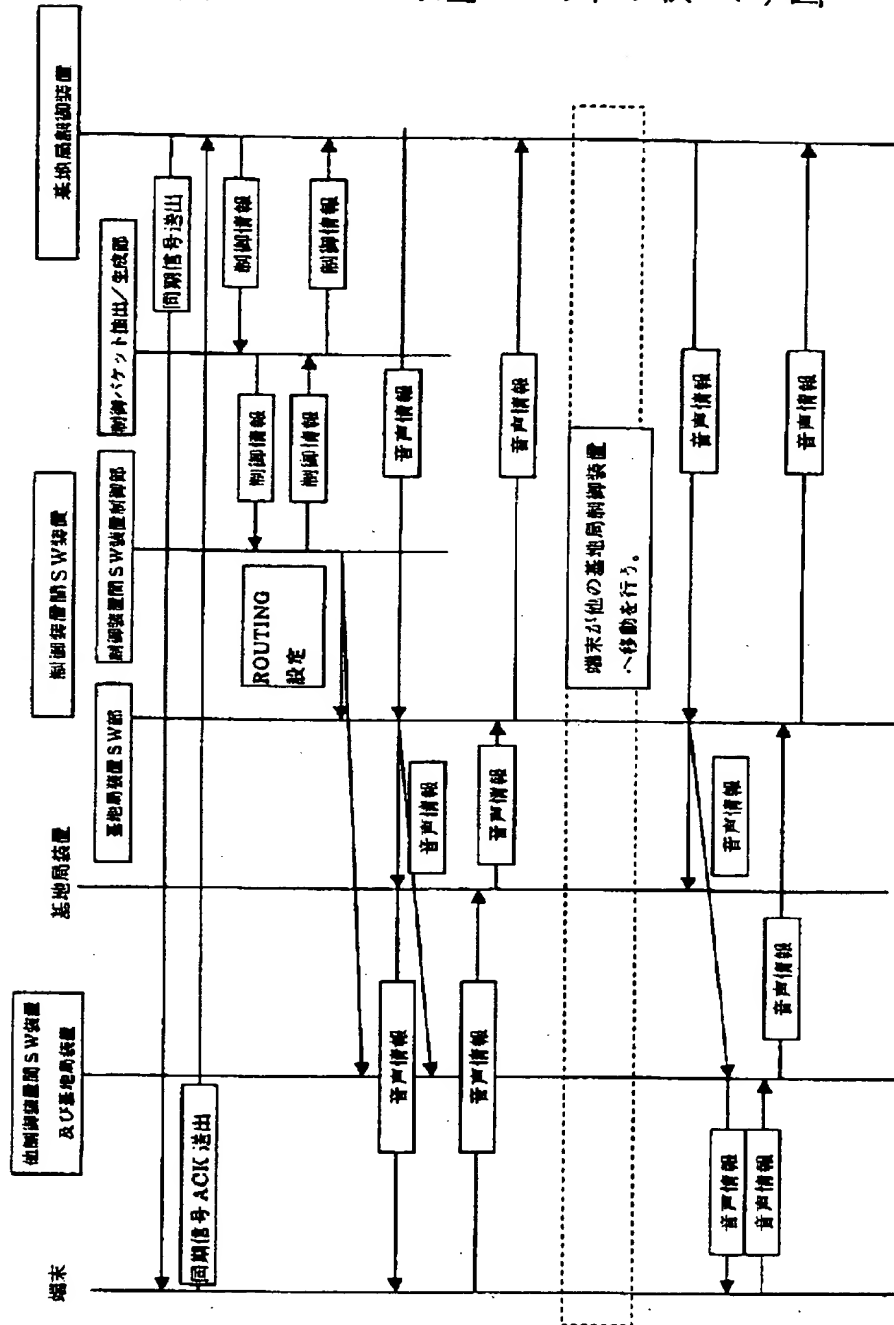 端末
他制御装置間SW装置
及び基地局装置
基地局装置
制御装置間SW装置
基地局装置SW部
制御装置間SW装置制御部
制御パケット抽出/生成部
基地局制御装置
同期信号送出
同期信号ACK送出
制御情報
制御情報
制御情報
制御情報
ROUTING
設定
音声情報
音声情報
音声情報
音声情報
音声情報
音声情報
端末が他の基地局制御装置
へ移動を行う。
音声情報
音声情報
音声情報
音声情報
音声情報
音声情報